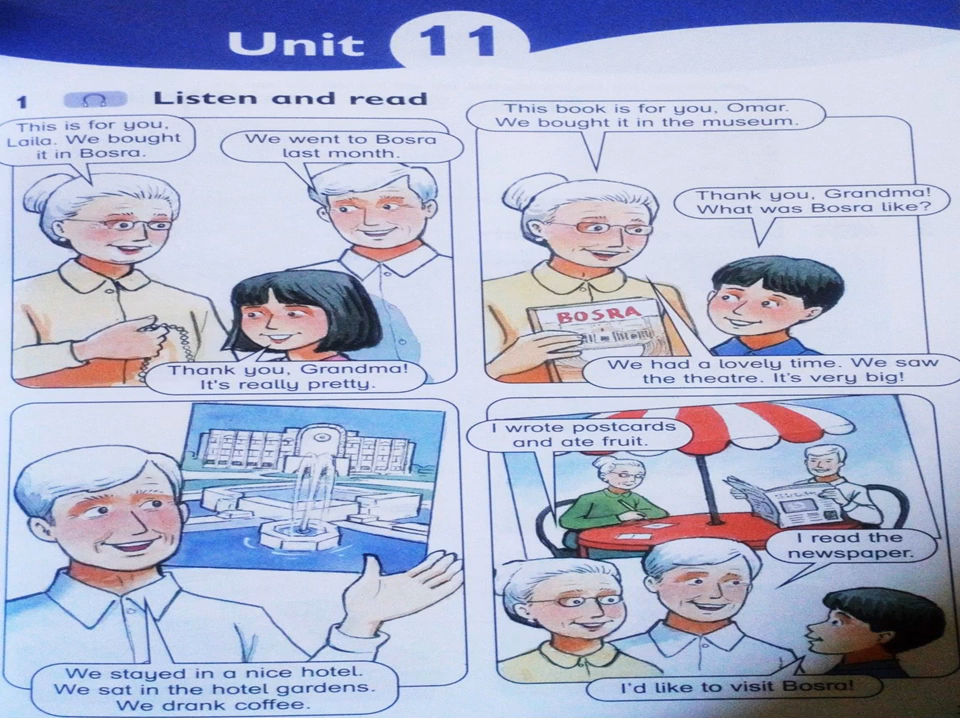 Unit 11
1 Listen and read
This is for you,
Laila. We bought
it in Bosra.
We went to Bosra
last month.
Thank you, Grandma!
It's really pretty.
This book is for you, Omar.
We bought it in the museum.
Thank you, Grandma!
What was Bosra like?
BOSRA
We had a lovely time. We saw
the theatre. It's very big!
We stayed in a nice hotel.
We sat in the hotel gardens.
We drank coffee.
I wrote postcards
and ate fruit.
I read the
newspaper.
I'd like to visit Bosra!